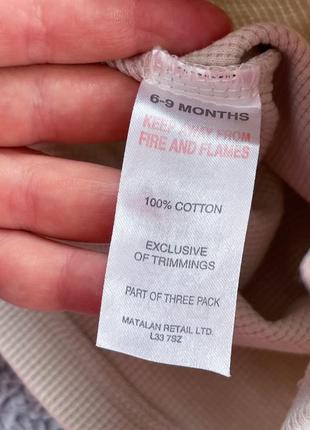 6-9 MONTHS
KEEP AWAY FROM
FIRE AND FLAMES
100% COTTON
EXCLUSIVE
OF TRIMMINGS
PART OF THREE PACK
MATALAN RETAIL LTD.
L33 7SZ